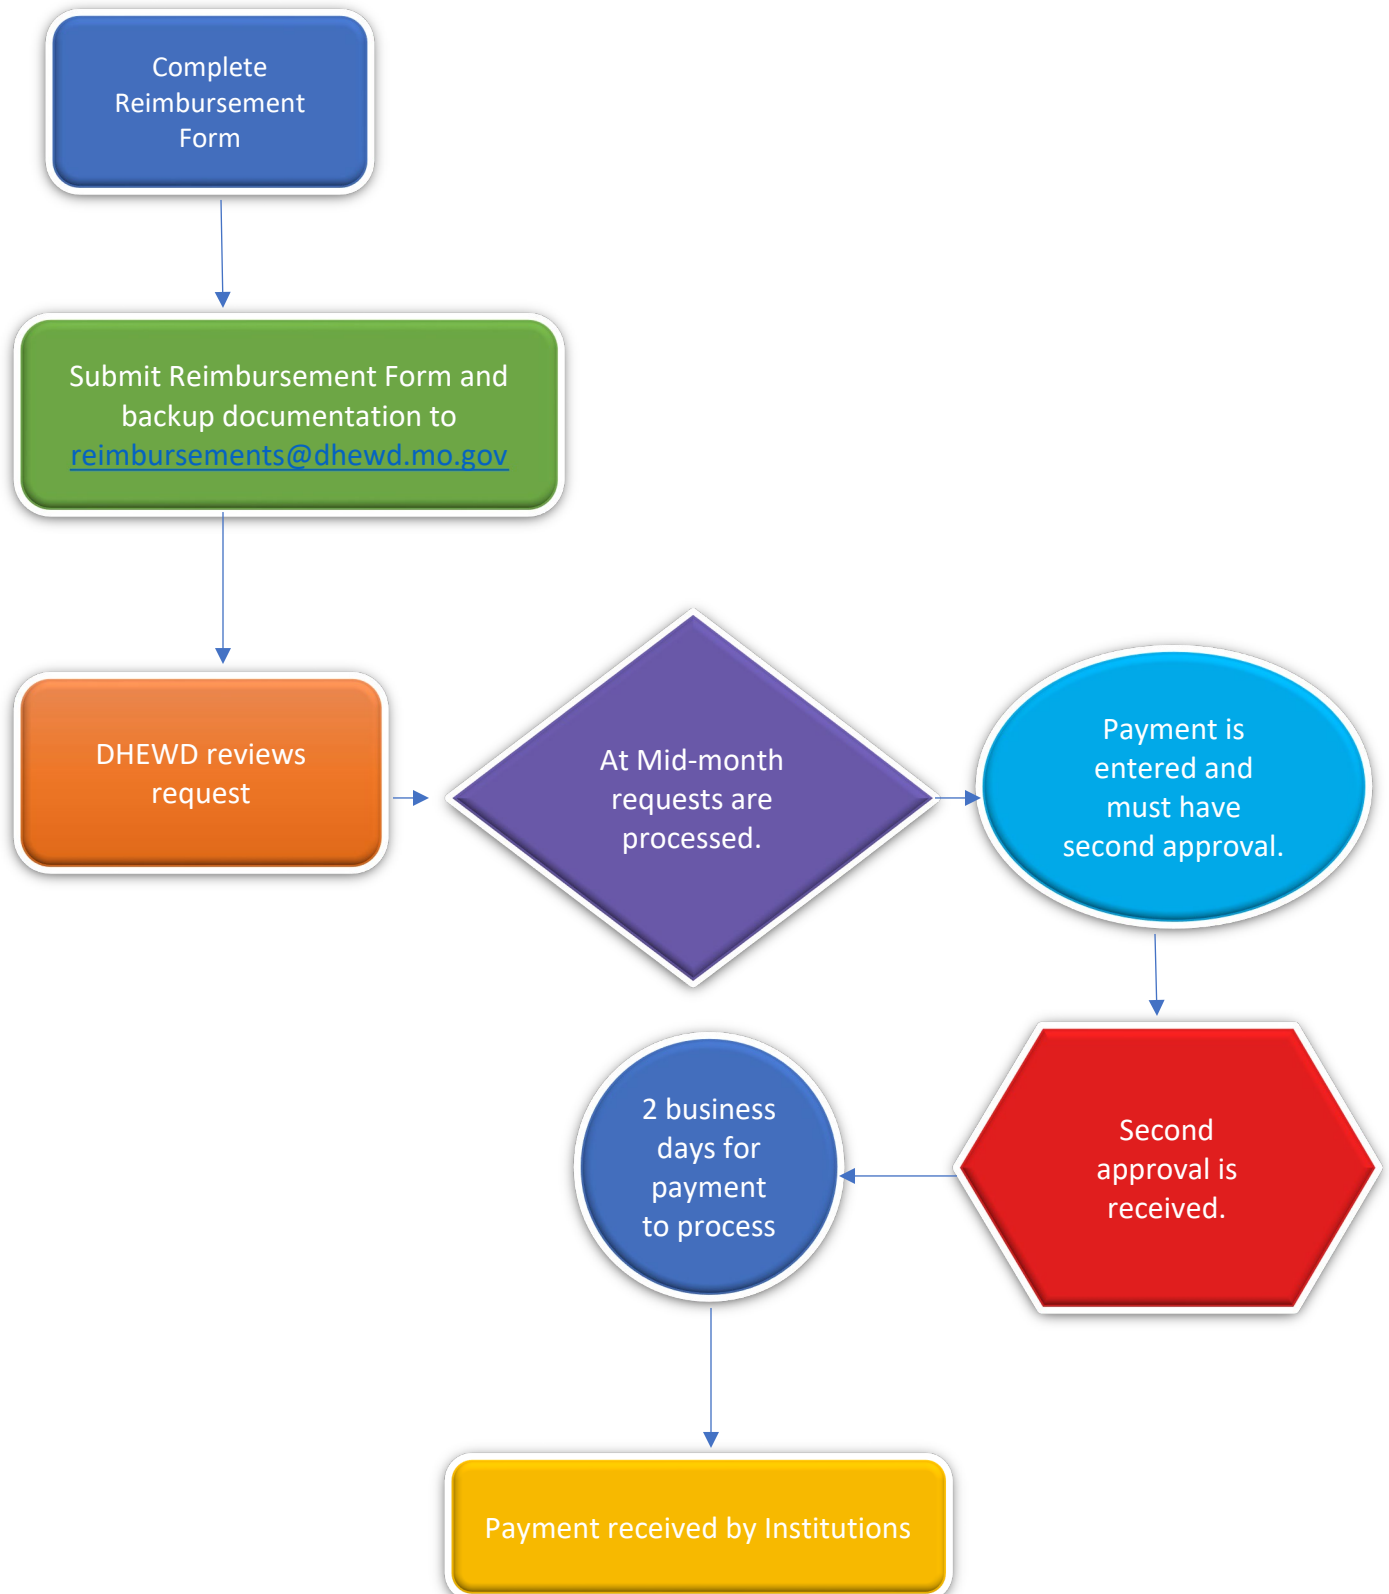 Complete
Reimbursement
Form
Submit Reimbursement Form and
backup documentation to
reimbursements@dhewd.mo.gov
DHEWD reviews
request
At Mid-month
requests are
processed.
Payment is
entered and
must have
second approval.
Second
approval is
received.
2 business
days for
payment
to process
Payment received by Institutions